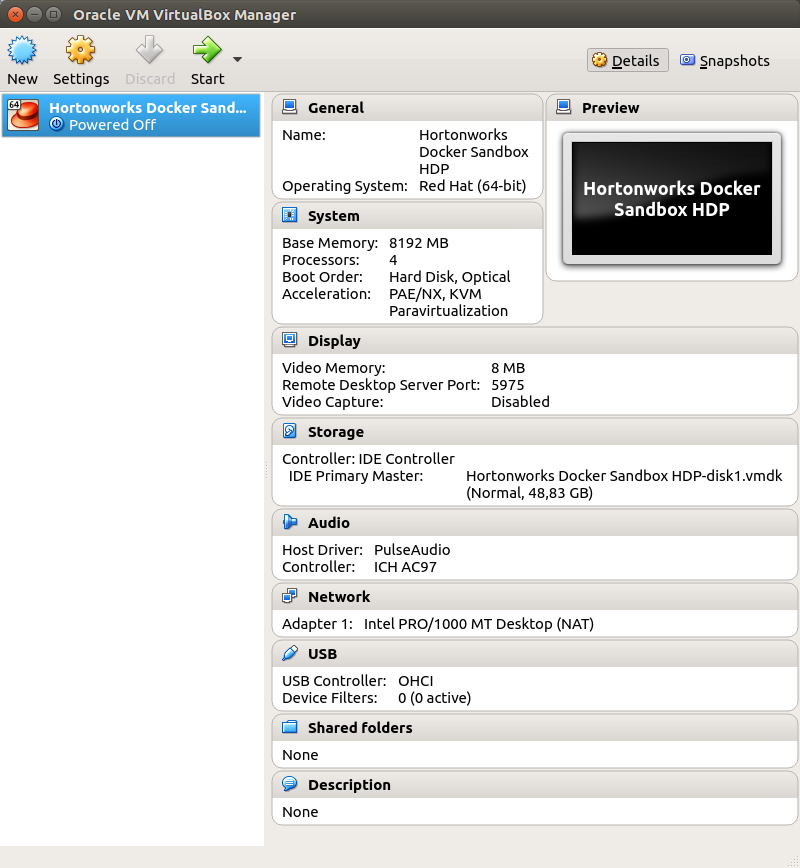 Oracle VM VirtualBox Manager
New Settings Discard Start
Details Snapshots
64
Hortonworks Docker Sand...
Powered Off
General
Name: Hortonworks
Docker Sandbox
HDP
Operating System: Red Hat (64-bit)
Preview
Hortonworks Docker
Sandbox HDP
System
Base Memory: 8192 MB
Processors: 4
Boot Order: Hard Disk, Optical
Acceleration: PAE/NX, KVM
Paravirtualization
Display
Video Memory: 8 MB
Remote Desktop Server Port: 5975
Video Capture: Disabled
Storage
Controller: IDE Controller
IDE Primary Master: Hortonworks Docker Sandbox HDP-disk1.vmdk
(Normal, 48,83 GB)
Audio
Host Driver: PulseAudio
Controller: ICH AC97
Network
Adapter 1: Intel PRO/1000 MT Desktop (NAT)
USB
USB Controller: OHCI
Device Filters: 0 (0 active)
Shared folders
None
Description
None